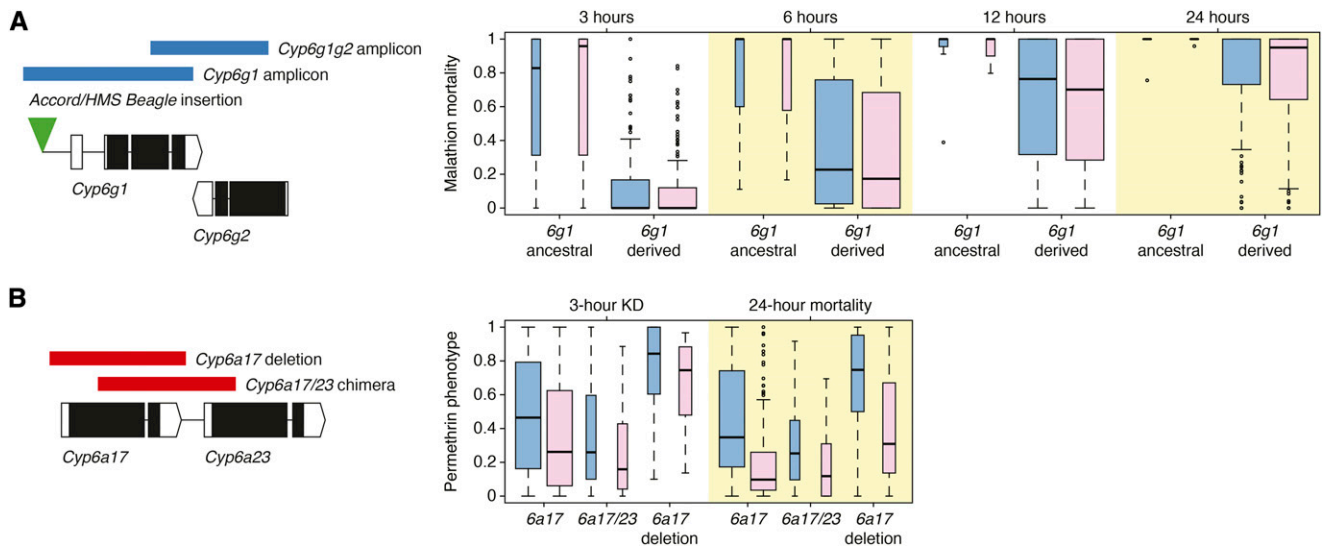 A
Cyp6g1g2 amplicon
Cyp6g1 amplicon
Accord/HMS Beagle insertion
Cyp6g1
Cyp6g2
3 hours
6 hours
12 hours
24 hours
Malathion mortality
1
0.8
0.6
0.4
0.2
0
6g1
ancestral
6g1
derived
6g1
ancestral
6g1
derived
6g1
ancestral
6g1
derived
6g1
ancestral
6g1
derived
B
Cyp6a17 deletion
Cyp6a17/23 chimera
Cyp6a17
Cyp6a23
3-hour KD
24-hour mortality
Permethrin phenotype
1
0.8
0.6
0.4
0.2
0
6a17
6a17/23
6a17
deletion
6a17
6a17/23
6a17
deletion